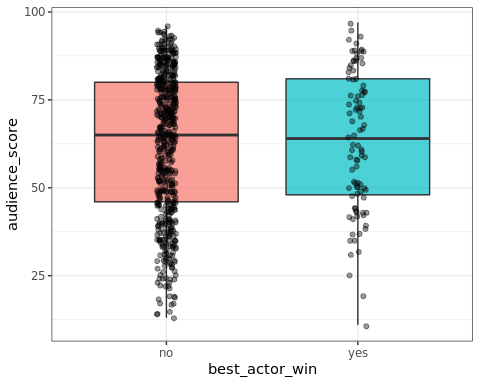 100
75
50
25
audience_score
no yes
best_actor_win